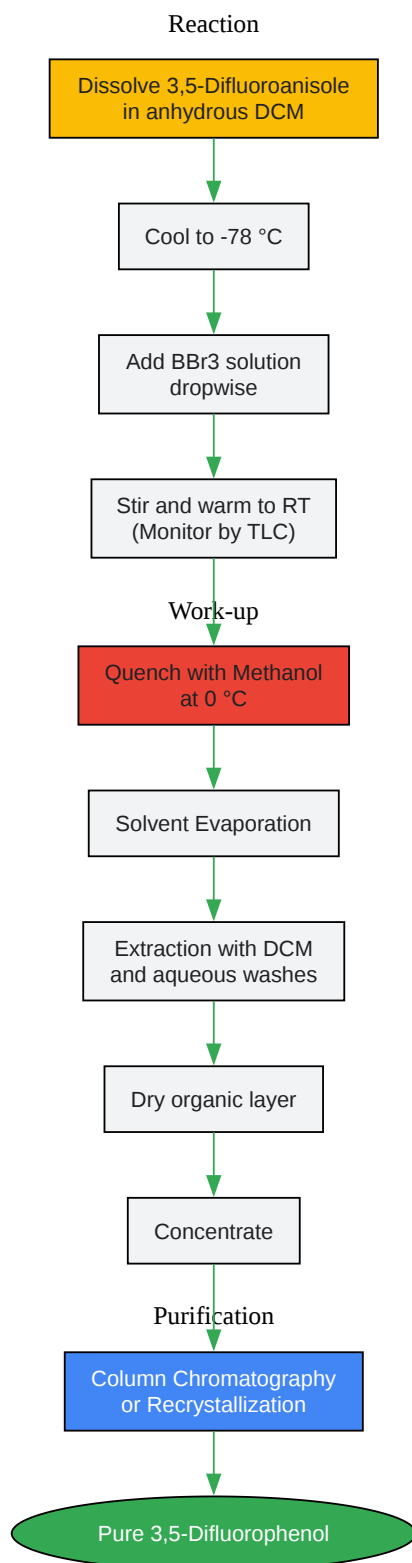 Reaction
Dissolve 3,5-Difluoroanisole
in anhydrous DCM
Cool to -78 °C
Add BBr3 solution
dropwise
Stir and warm to RT
(Monitor by TLC)
Work-up
Quench with Methanol
at 0 °C
Solvent Evaporation
Extraction with DCM
and aqueous washes
Dry organic layer
Concentrate
Purification
Column Chromatography
or Recrystallization
Pure 3,5-Difluorophenol